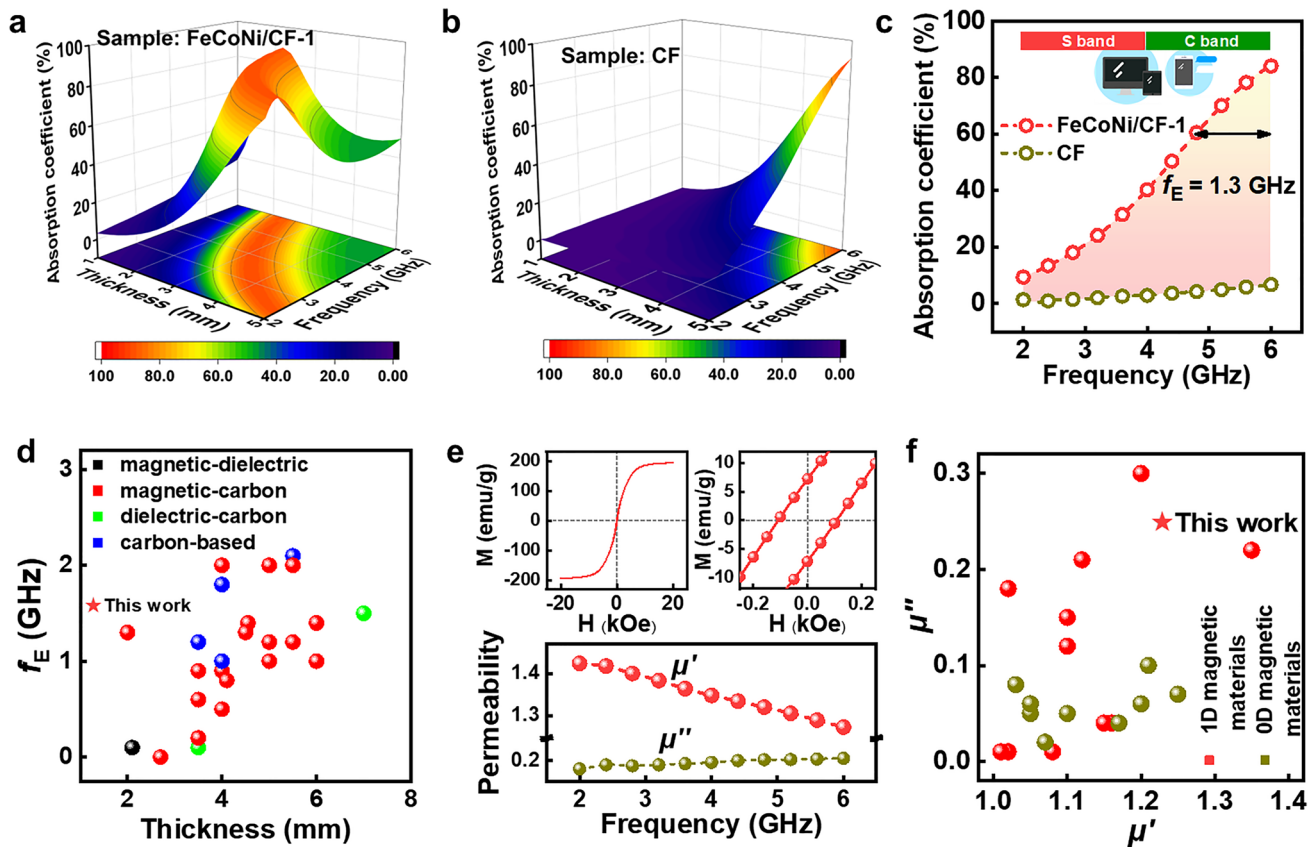 a
Sample: FeCoNi/CF-1
Absorption coefficient (%)
100
80
60
40
20
0
1
2
3
4
5
Thickness (mm)
2
3
4
5
6
Frequency (GHz)
100 80.0 60.0 40.0 20.0 0.00
b
Sample: CF
Absorption coefficient (%)
100
80
60
40
20
0
1
2
3
4
5
Thickness (mm)
2
3
4
5
6
Frequency (GHz)
100 80.0 60.0 40.0 20.0 0.00
c
Absorption coefficient (%)
100
80
60
40
20
0
S band C band
FeCoNi/CF-1
CF
fE = 1.3 GHz
2 3 4 5 6
Frequency (GHz)
d
fE (GHz)
3
2
1
0
magnetic-dielectric
magnetic-carbon
dielectric-carbon
carbon-based
This work
2 4 6 8
Thickness (mm)
e
M (emu/g)
200
100
0
-100
-200
-20 0 20
H (kOe)
M (emu/g)
10
5
0
-5
-10
-0.2 0.0 0.2
H (kOe)
Permeability
1.4
1.3
0.2
μ′
μ′′
2 3 4 5 6
Frequency (GHz)
f
μ′′
0.3
0.2
0.1
0.0
This work
1D magnetic
materials
0D magnetic
materials
1.0 1.1 1.2 1.3 1.4
μ′